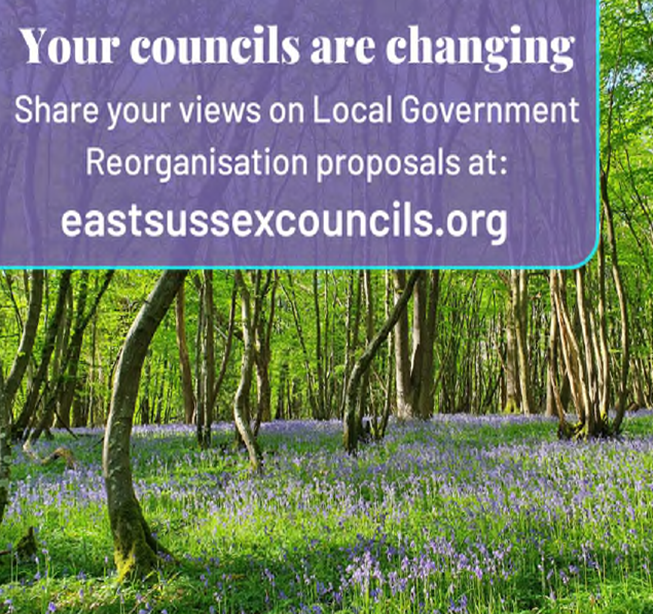 Your councils are changing
Share your views on Local Government
Reorganisation proposals at:
eastsussexcouncils.org